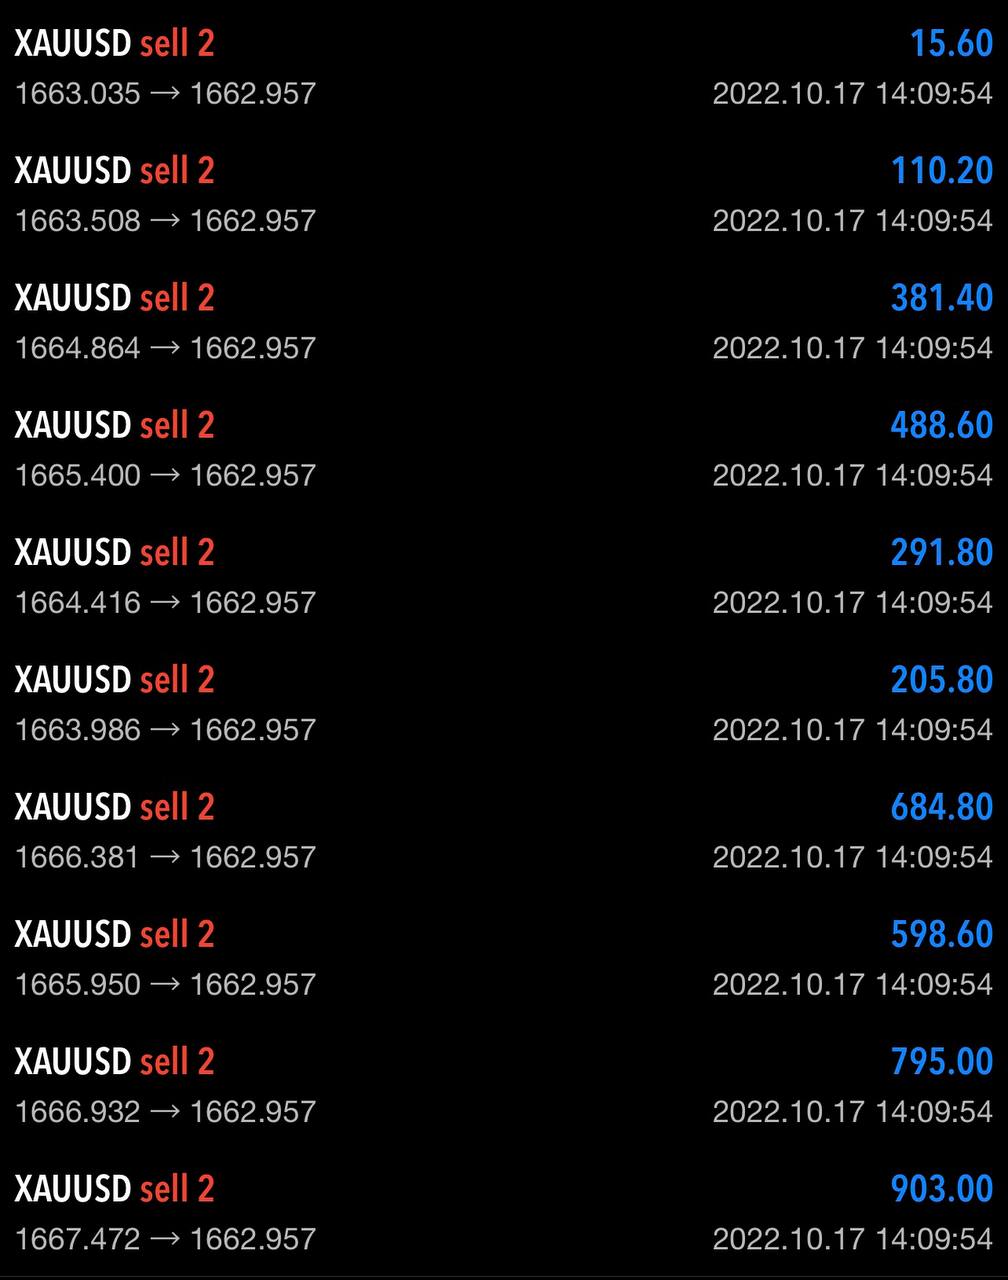 XAUUSD sell 2 15.60
1663.035 → 1662.957 2022.10.17 14:09:54
XAUUSD sell 2 110.20
1663.508 → 1662.957 2022.10.17 14:09:54
XAUUSD sell 2 381.40
1664.864 → 1662.957 2022.10.17 14:09:54
XAUUSD sell 2 488.60
1665.400 → 1662.957 2022.10.17 14:09:54
XAUUSD sell 2 291.80
1664.416 → 1662.957 2022.10.17 14:09:54
XAUUSD sell 2 205.80
1663.986 → 1662.957 2022.10.17 14:09:54
XAUUSD sell 2 684.80
1666.381 → 1662.957 2022.10.17 14:09:54
XAUUSD sell 2 598.60
1665.950 → 1662.957 2022.10.17 14:09:54
XAUUSD sell 2 795.00
1666.932 → 1662.957 2022.10.17 14:09:54
XAUUSD sell 2 903.00
1667.472 → 1662.957 2022.10.17 14:09:54